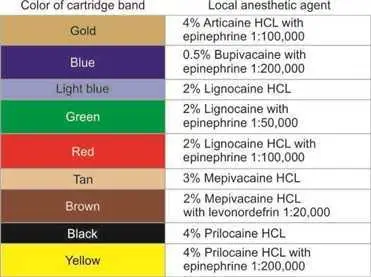 Color of cartridge band Local anesthetic agent
Gold 4% Articaine HCL with
epinephrine 1:100,000
Blue 0.5% Bupivacaine with
epinephrine 1:200,000
Light blue 2% Lignocaine HCL
Green 2% Lignocaine with
epinephrine 1:50,000
Red 2% Lignocaine HCL with
epinephrine 1:100,000
Tan 3% Mepivacaine HCL
Brown 2% Mepivacaine HCL
with levonordefrin 1:20,000
Black 4% Prilocaine HCL
Yellow 4% Prilocaine HCL with
epinephrine 1:200,000